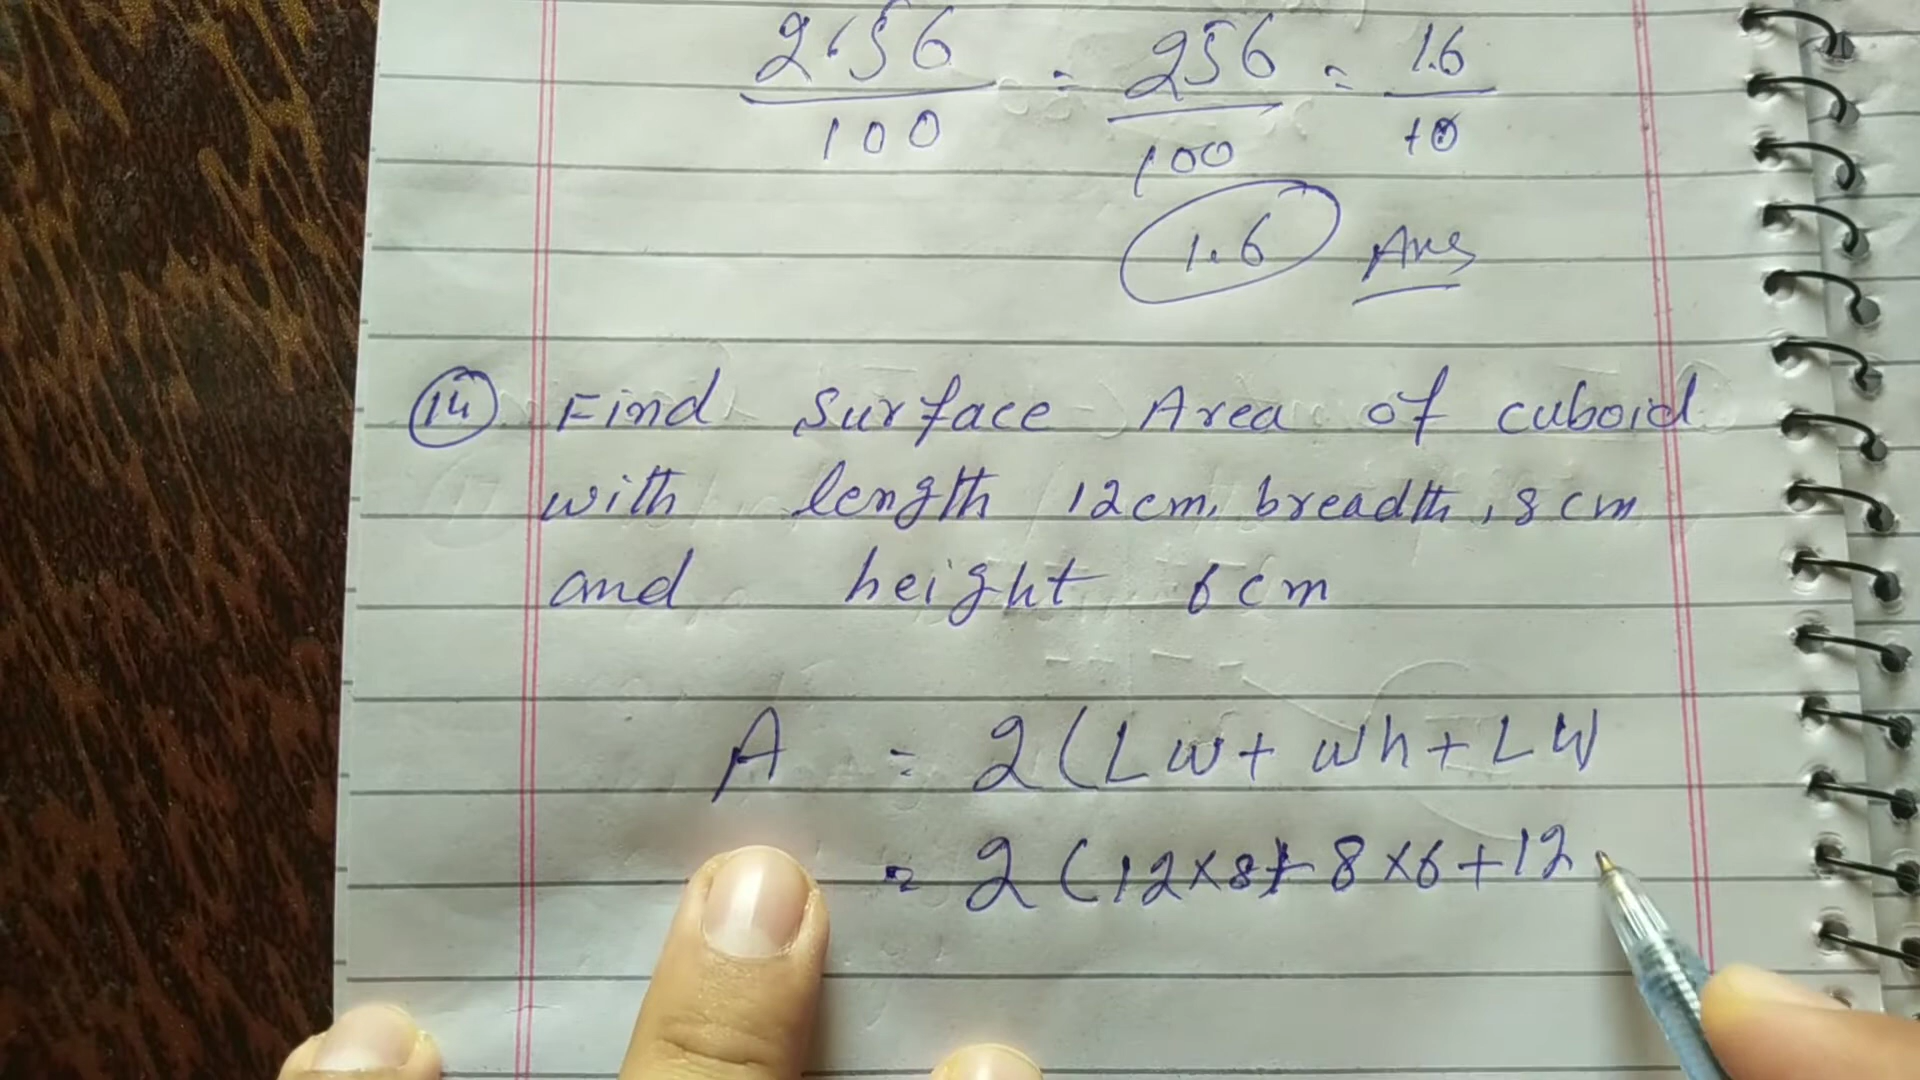 2.56/100 = 256/100 = 1.6/10
1.6 Ans
14 Find surface Area of cuboid
with length 12cm, breadth, 8cm
and height 6cm
A = 2(Lw+wh+LW
= 2(12×8+8×6+12